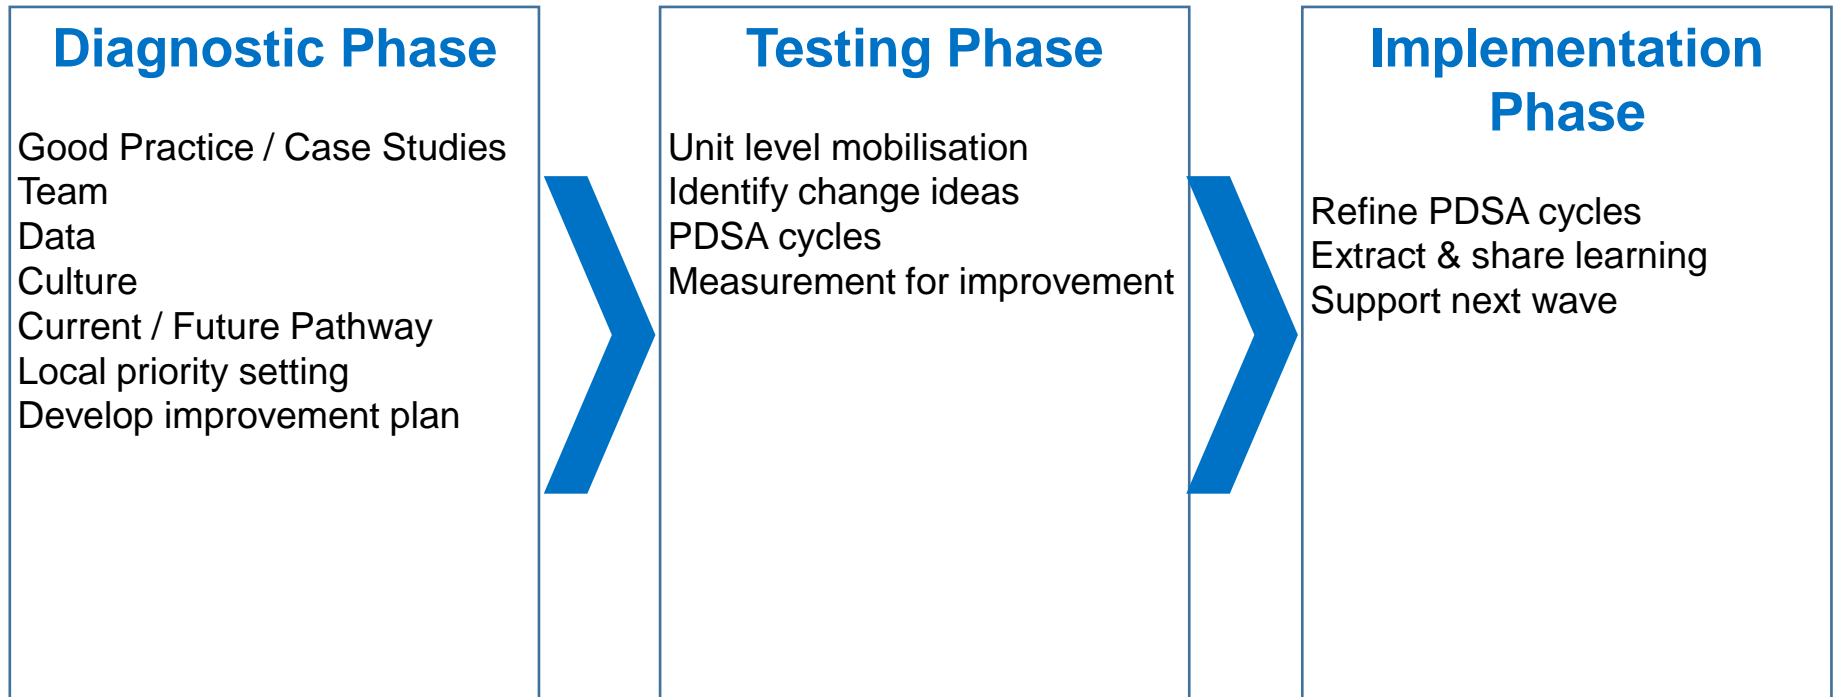 Diagnostic Phase
Good Practice / Case Studies
Team
Data
Culture
Current / Future Pathway
Local priority setting
Develop improvement plan
Testing Phase
Unit level mobilisation
Identify change ideas
PDSA cycles
Measurement for improvement
Implementation
Phase
Refine PDSA cycles
Extract & share learning
Support next wave